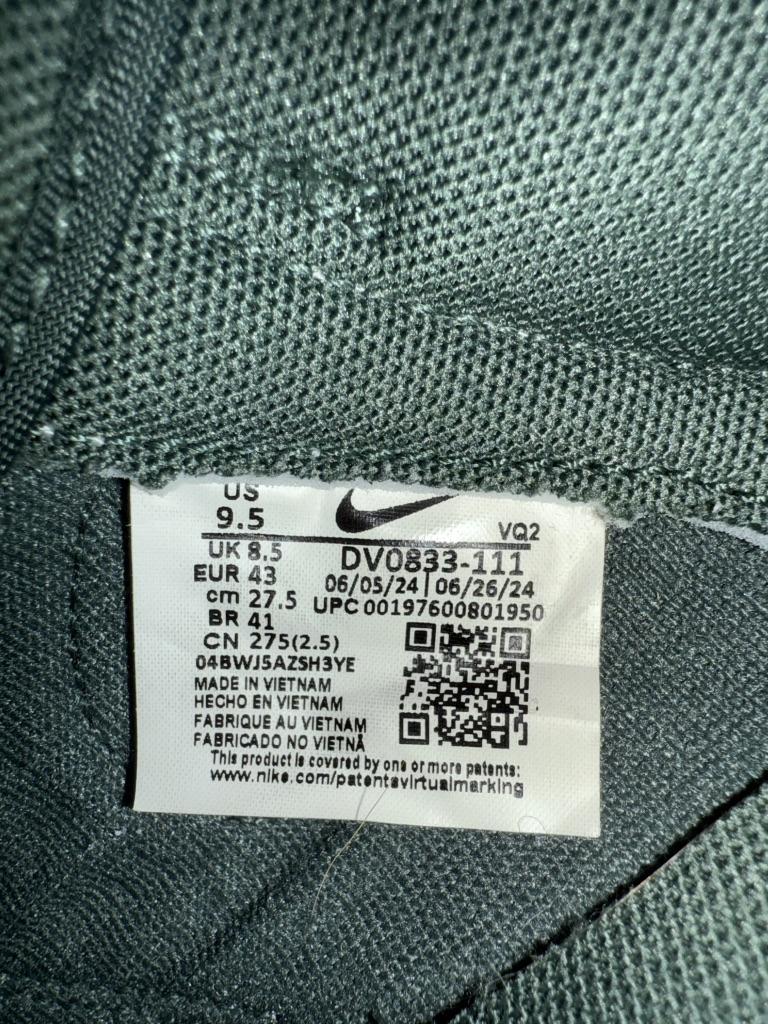 US
9.5
VQ2
UK 8.5
DV0833-111
EUR 43
06/05/24 | 06/26/24
cm 27.5
UPC 00197600801950
BR 41
CN 275(2.5)
04BWJ5AZSH3YE
MADE IN VIETNAM
HECHO EN VIETNAM
FABRIQUE AU VIETNAM
FABRICADO NO VIETNÃ
This product is covered by one or more patents:
www.nike.com/patentsvirtualmarking